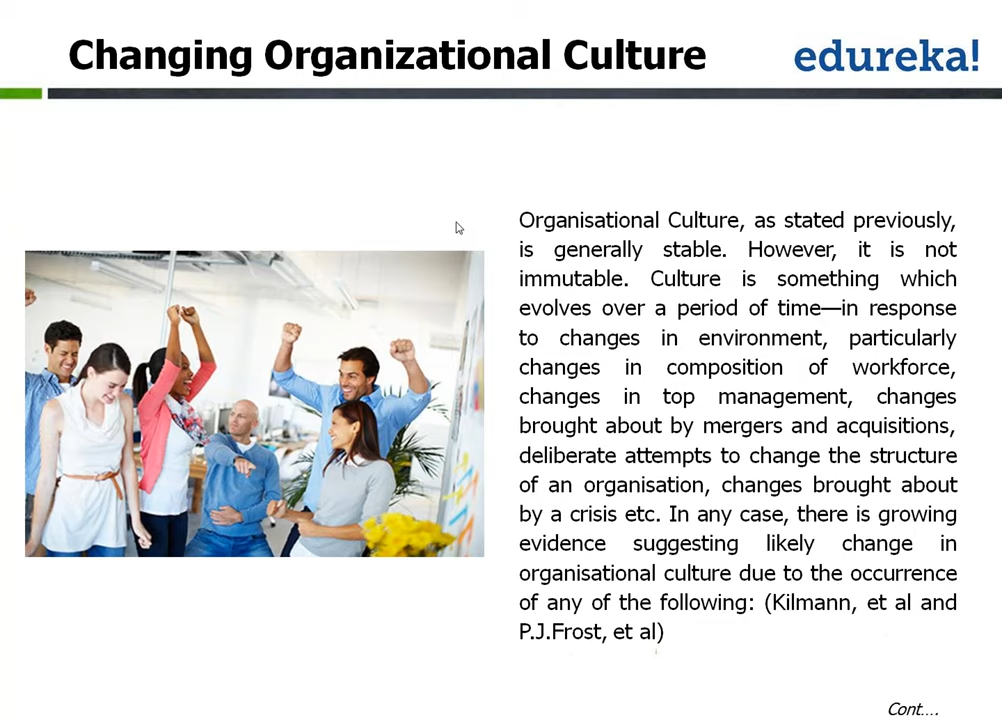 Changing Organizational Culture
edureka!
Organisational Culture, as stated previously,
is generally stable. However, it is not
immutable. Culture is something which
evolves over a period of time—in response
to changes in environment, particularly
changes in composition of workforce,
changes in top management, changes
brought about by mergers and acquisitions,
deliberate attempts to change the structure
of an organisation, changes brought about
by a crisis etc. In any case, there is growing
evidence suggesting likely change in
organisational culture due to the occurrence
of any of the following: (Kilmann, et al and
P.J.Frost, et al)
Cont....